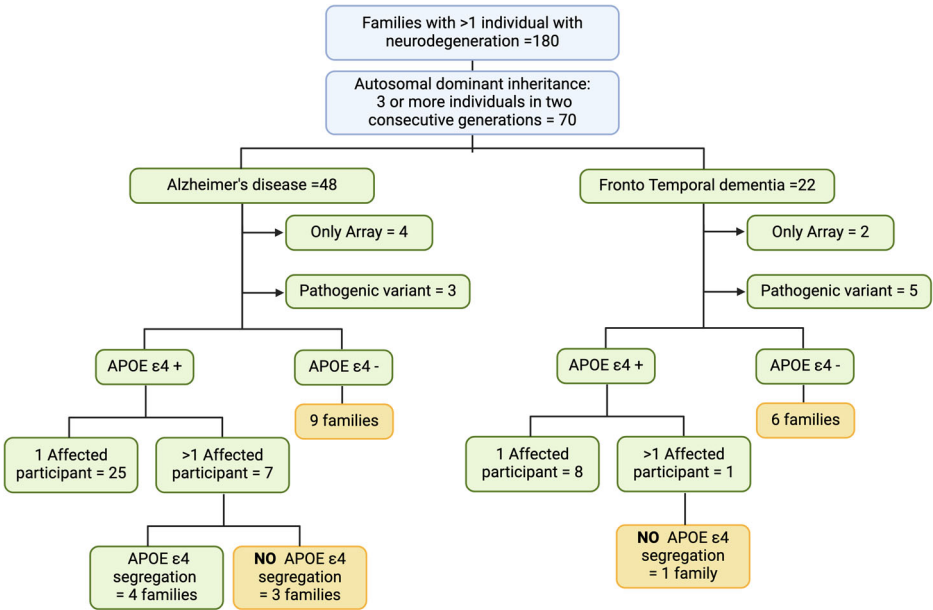 Families with >1 individual with
neurodegeneration =180
Autosomal dominant inheritance:
3 or more individuals in two
consecutive generations = 70
Alzheimer's disease =48
Fronto Temporal dementia =22
Only Array = 4
Only Array = 2
Pathogenic variant = 3
Pathogenic variant = 5
APOE ε4 +
APOE ε4 -
APOE ε4 +
APOE ε4 -
9 families
6 families
1 Affected
participant = 25
>1 Affected
participant = 7
1 Affected
participant = 8
>1 Affected
participant = 1
APOE ε4
segregation
= 4 families
NO APOE ε4
segregation
= 3 families
NO APOE ε4
segregation
= 1 family